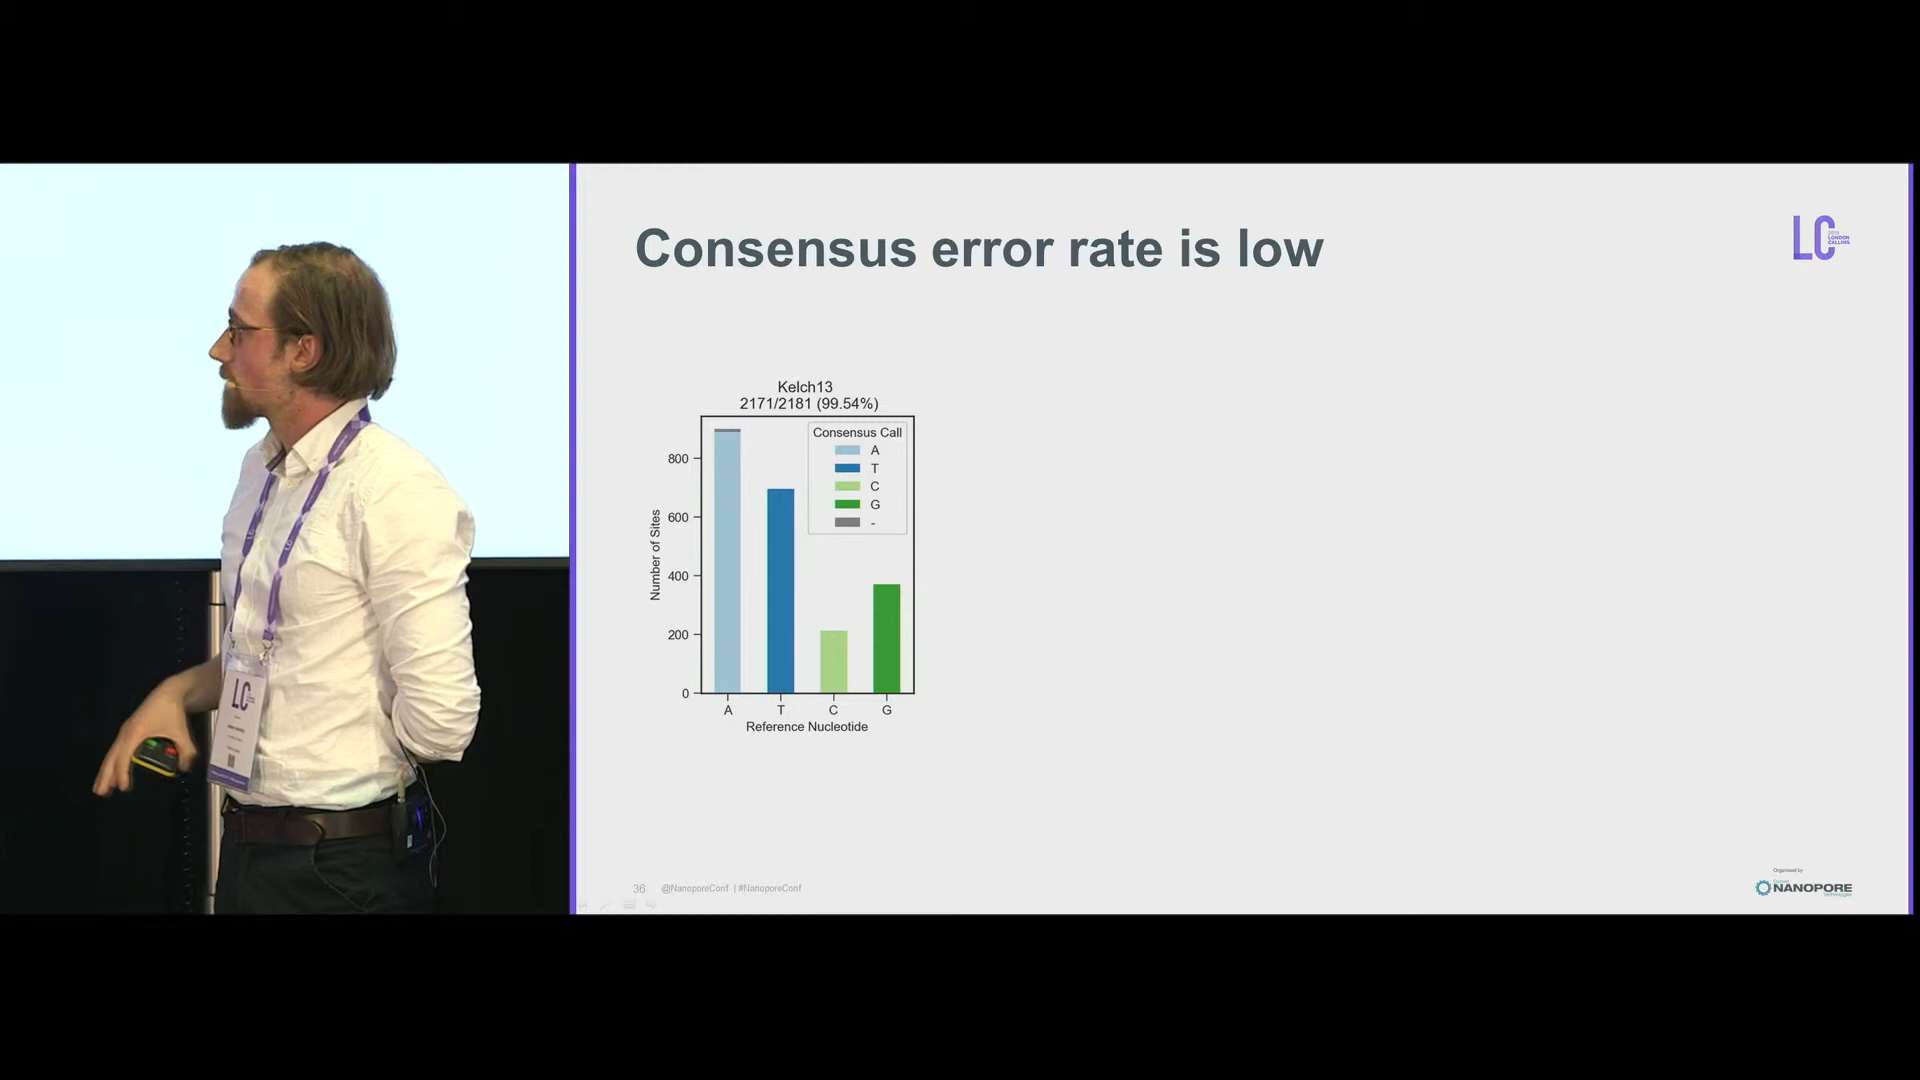 Consensus error rate is low
LC
LONDON
CALLING
Kelch13
2171/2181 (99.54%)
Consensus Call
A
T
C
G
-
800
600
400
200
0
Number of Sites
A T C G
Reference Nucleotide
36 @NanoporeConf | #NanoporeConf
Organised by
NANOPORE
LC